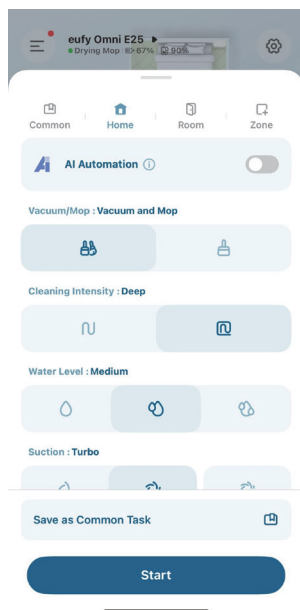 eufy Omni E25
Drying Mop 67% 90%
Common Home Room Zone
Ai AI Automation
Vacuum/Mop : Vacuum and Mop
Cleaning Intensity : Deep
Water Level : Medium
Suction : Turbo
Save as Common Task
Start